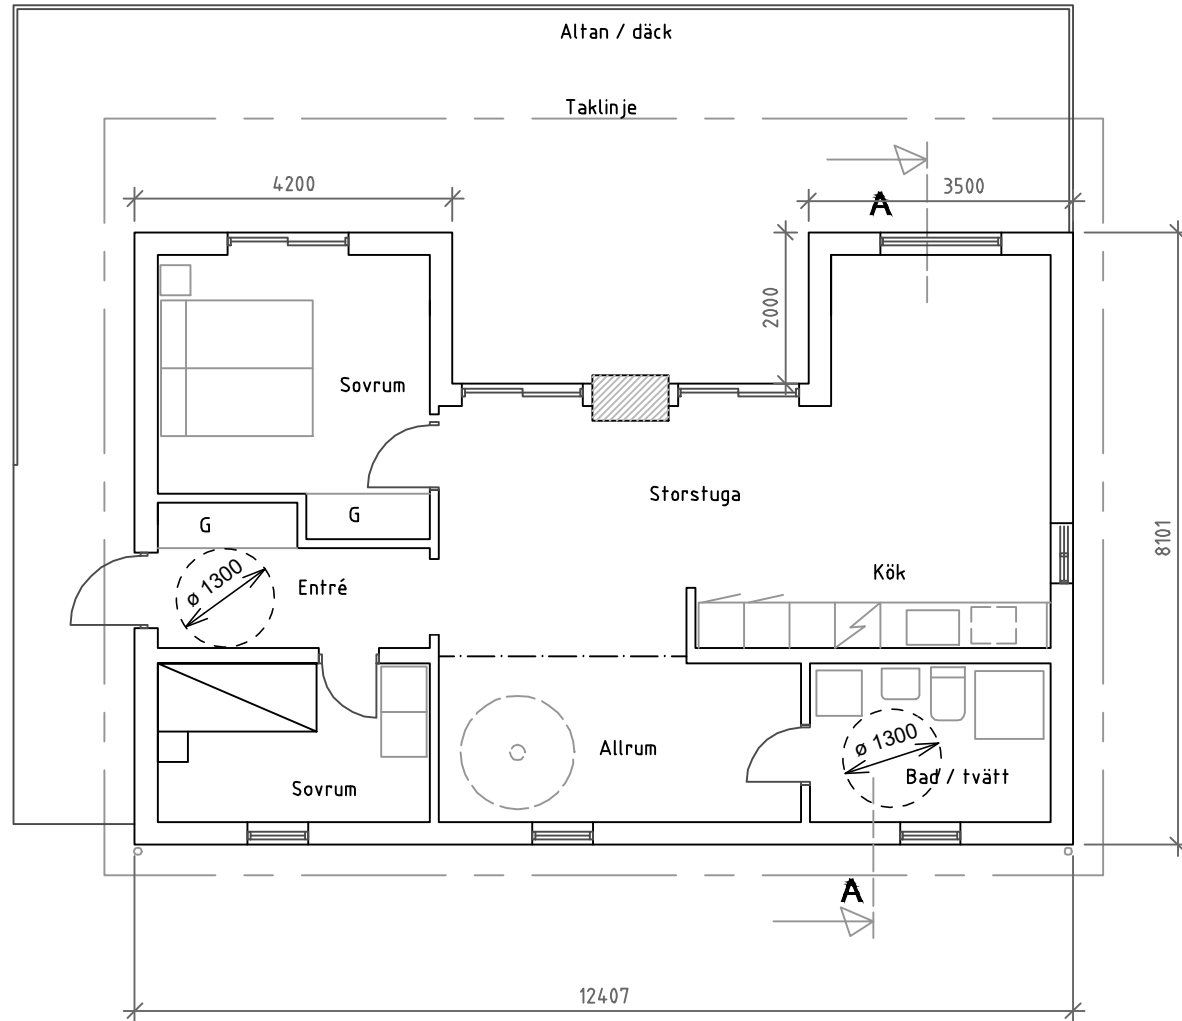 Altan / däck
Taklinje
4200
3500
A
2000
Sovrum
Storstuga
G
G
8101
ø 1300
Entré
Kök
Allrum
ø 1300
Bad / tvätt
Sovrum
A
12407